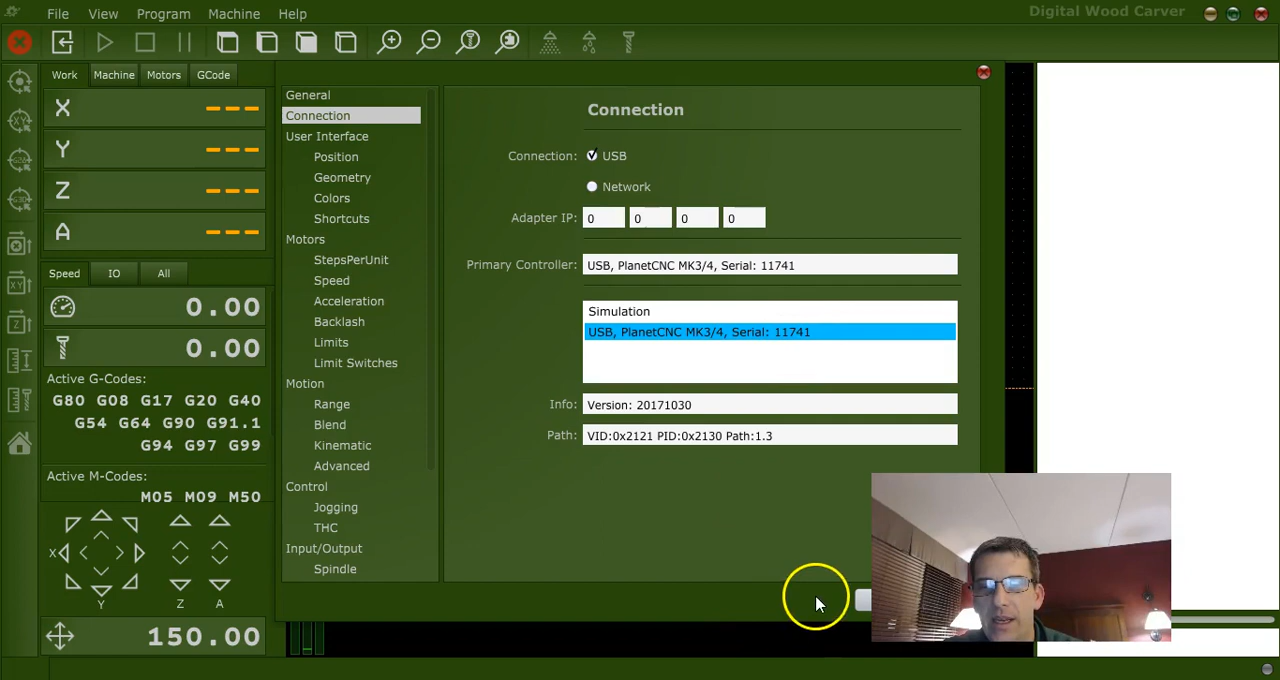 File View Program Machine Help Digital Wood Carver
Work Machine Motors GCode
X ---
Y ---
Z ---
A ---
Speed IO All
0.00
0.00
Active G-Codes:
G80 G08 G17 G20 G40
G54 G64 G90 G91.1
G94 G97 G99
Active M-Codes:
M05 M09 M50
X
Y Z A
150.00
General
Connection
User Interface
Position
Geometry
Colors
Shortcuts
Motors
StepsPerUnit
Speed
Acceleration
Backlash
Limits
Limit Switches
Motion
Range
Blend
Kinematic
Advanced
Control
Jogging
THC
Input/Output
Spindle
Connection
Connection: USB
Network
Adapter IP: 0 0 0 0
Primary Controller: USB, PlanetCNC MK3/4, Serial: 11741
Simulation
USB, PlanetCNC MK3/4, Serial: 11741
Info: Version: 20171030
Path: VID:0x2121 PID:0x2130 Path:1.3